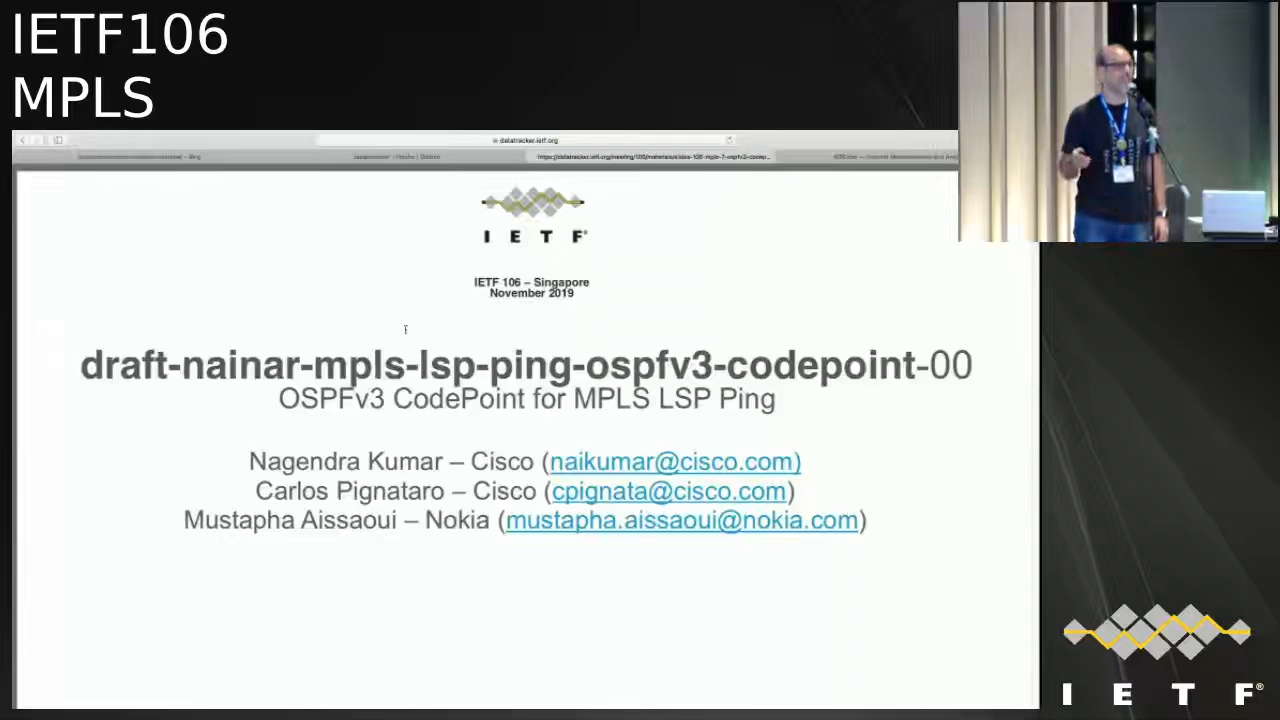 IETF106
MPLS
datatracker.ietf.org
I E T F®
IETF 106 – Singapore
November 2019
draft-nainar-mpls-lsp-ping-ospfv3-codepoint-00
OSPFv3 CodePoint for MPLS LSP Ping
Nagendra Kumar – Cisco (naikumar@cisco.com)
Carlos Pignataro – Cisco (cpignata@cisco.com)
Mustapha Aissaoui – Nokia (mustapha.aissaoui@nokia.com)
I E T F®